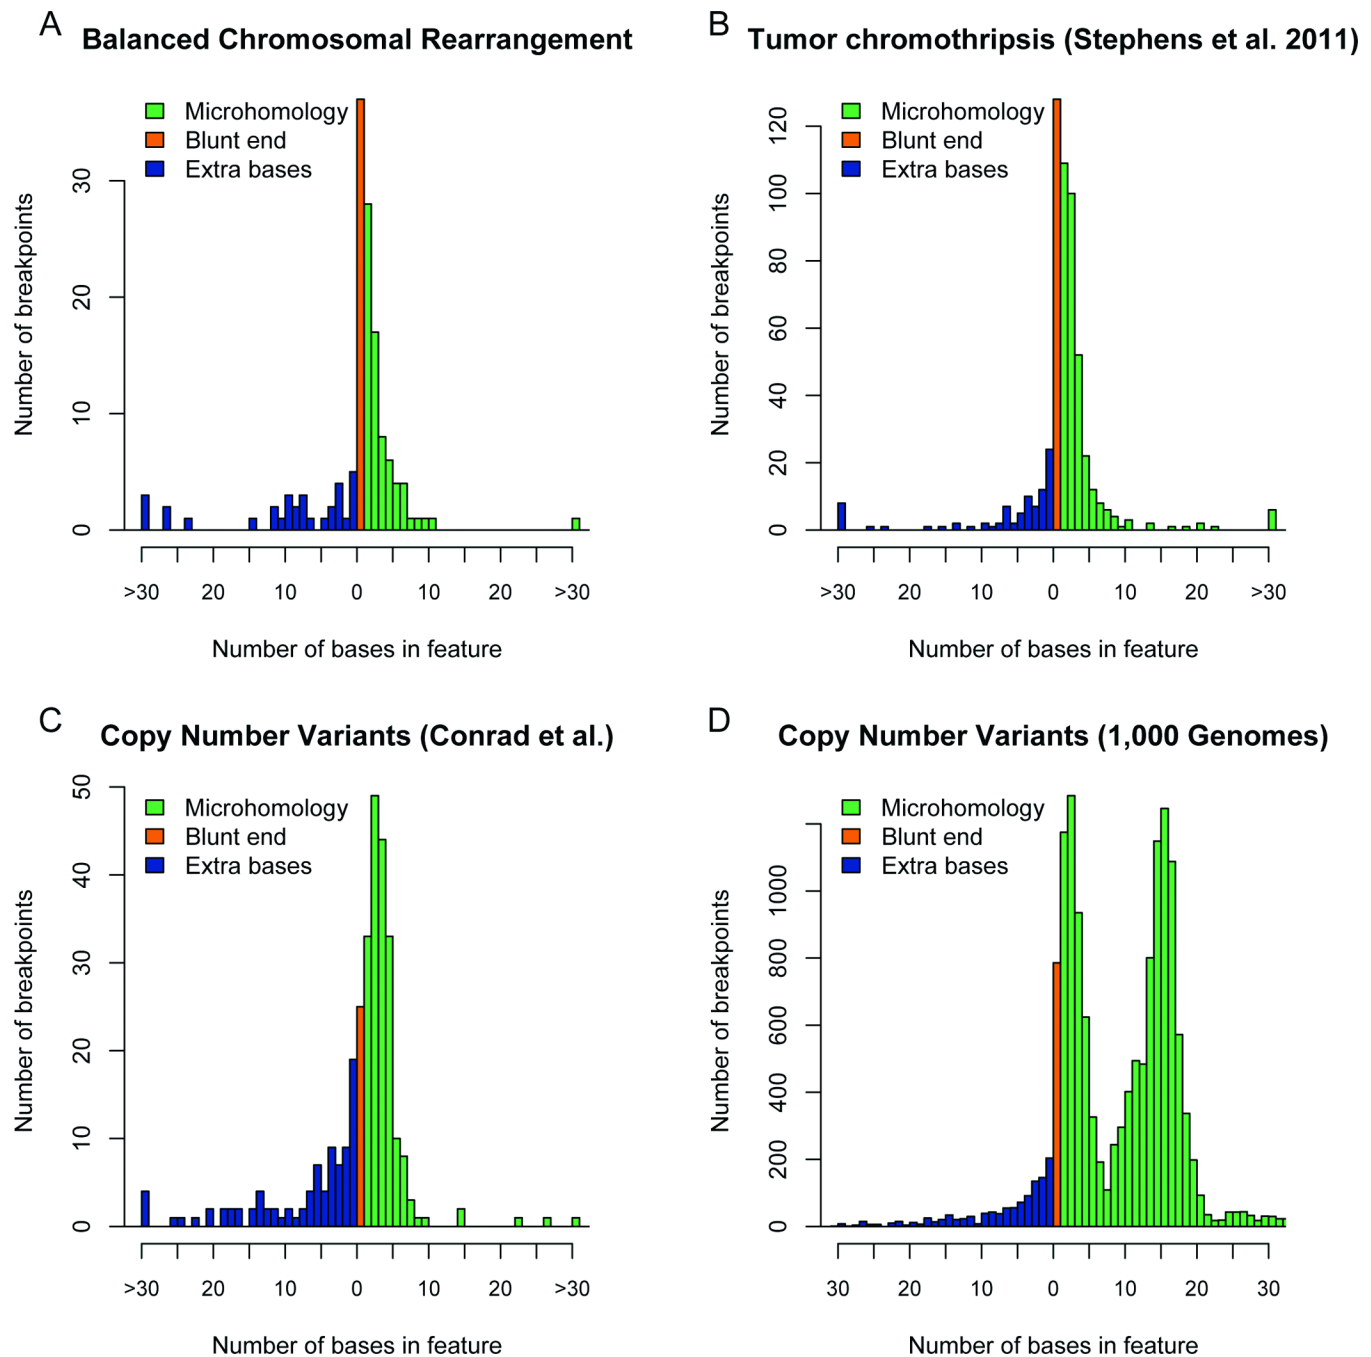 A
Balanced Chromosomal Rearrangement
Microhomology
Blunt end
Extra bases
Number of breakpoints
30
20
10
0
>30 20 10 0 10 20 >30
Number of bases in feature
B
Tumor chromothripsis (Stephens et al. 2011)
Microhomology
Blunt end
Extra bases
Number of breakpoints
120
100
80
60
40
20
0
>30 20 10 0 10 20 >30
Number of bases in feature
C
Copy Number Variants (Conrad et al.)
Microhomology
Blunt end
Extra bases
Number of breakpoints
50
40
30
20
10
0
>30 20 10 0 10 20 >30
Number of bases in feature
D
Copy Number Variants (1,000 Genomes)
Microhomology
Blunt end
Extra bases
Number of breakpoints
1000
800
600
400
200
0
30 20 10 0 10 20 30
Number of bases in feature